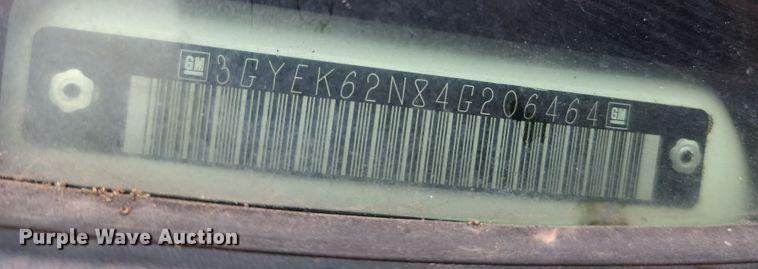 GM 3GYEK62N84G206464 GM
Purple Wave Auction